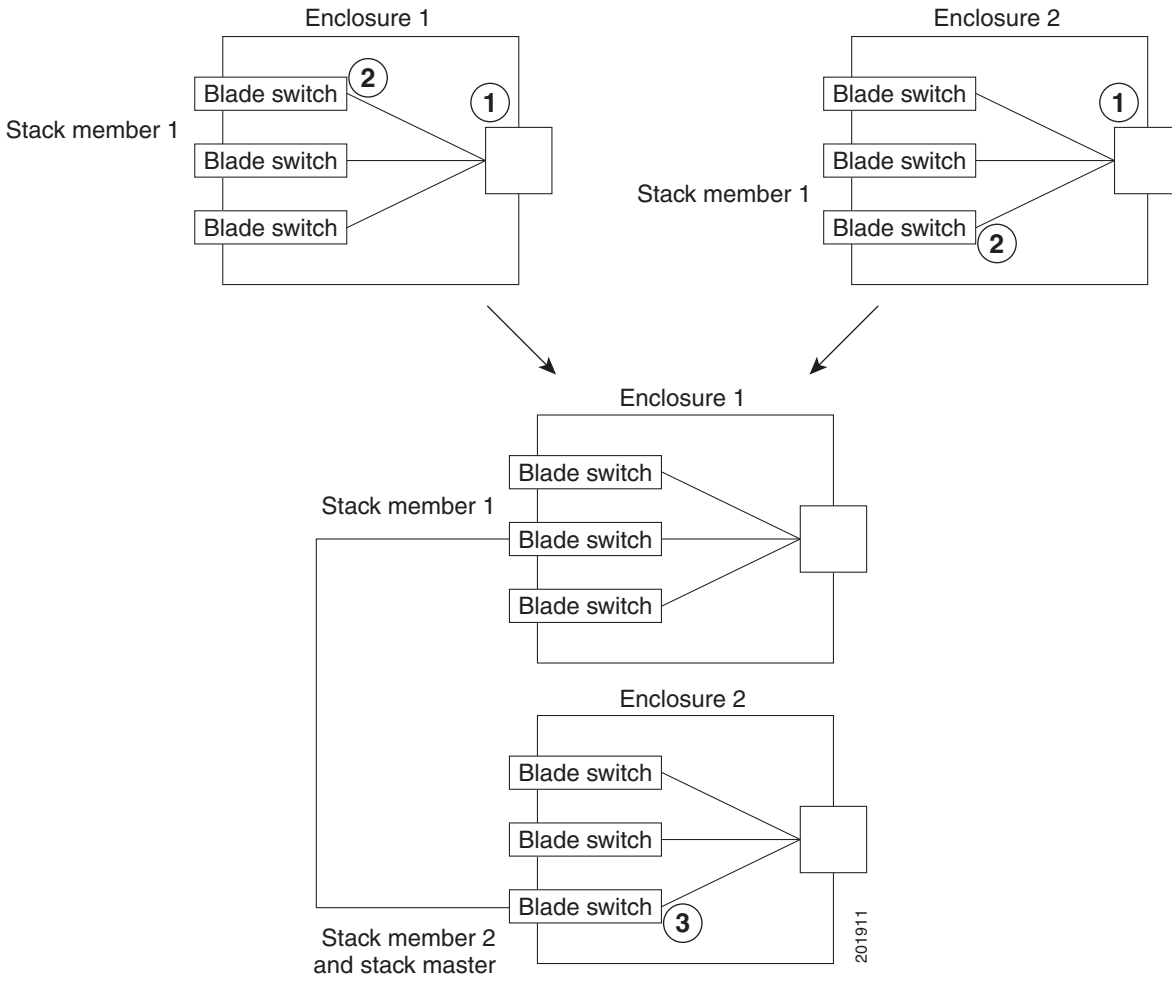 Enclosure 1
Blade switch
2
1
Stack member 1
Blade switch
Blade switch
Enclosure 2
Blade switch
1
Blade switch
Stack member 1
Blade switch
2
Enclosure 1
Blade switch
Stack member 1
Blade switch
Blade switch
Enclosure 2
Blade switch
Blade switch
Blade switch
3
Stack member 2
and stack master
201911